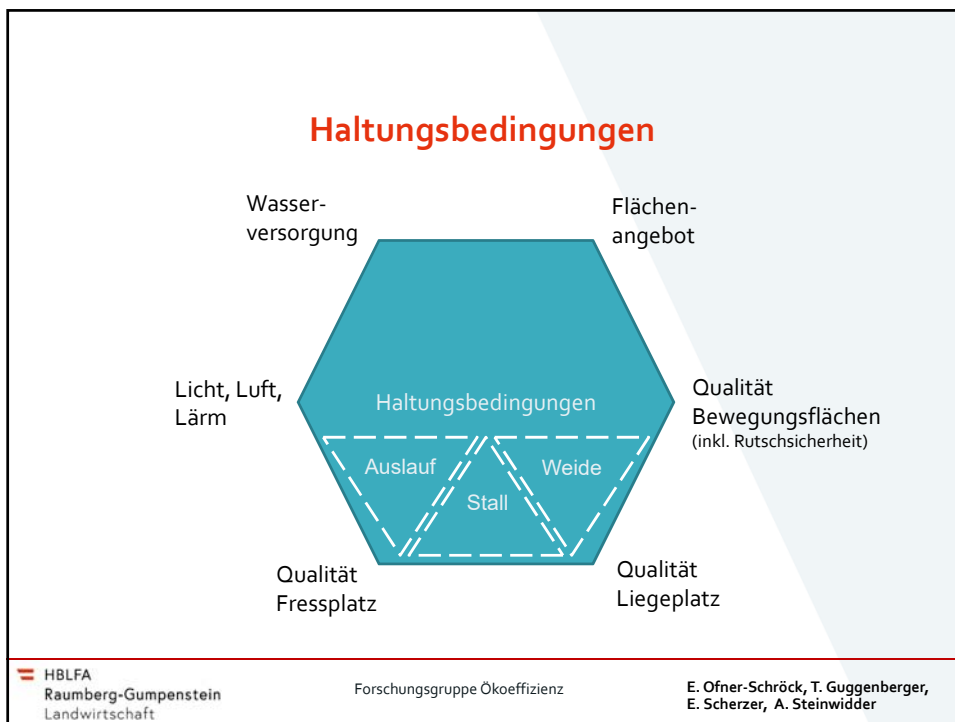 Haltungsbedingungen
Wasser-
versorgung
Flächen-
angebot
Licht, Luft,
Lärm
Haltungsbedingungen
Qualität
Bewegungsflächen
(inkl. Rutschsicherheit)
Auslauf
Weide
Stall
Qualität
Fressplatz
Qualität
Liegeplatz
HBLFA
Raumberg-Gumpenstein
Landwirtschaft
Forschungsgruppe Ökoeffizienz
E. Ofner-Schröck, T. Guggenberger,
E. Scherzer, A. Steinwidder